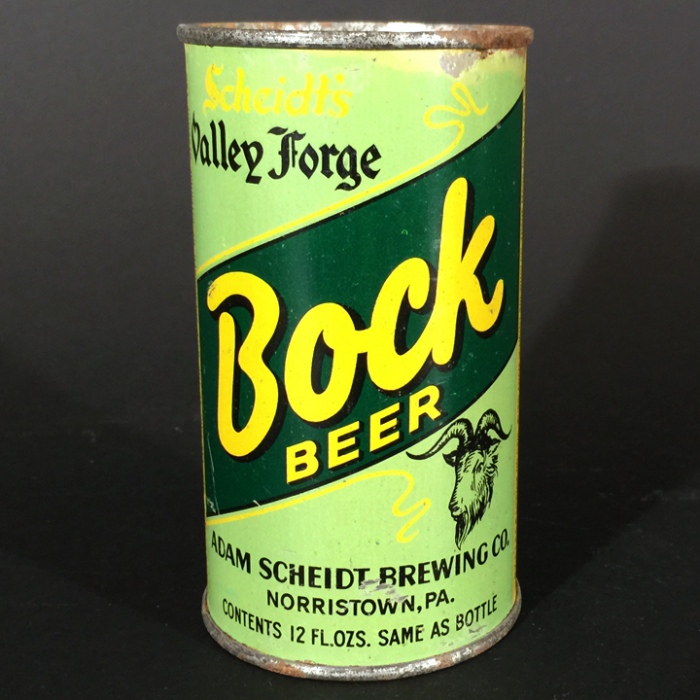 Scheidt's
Valley Forge
Bock
BEER
ADAM SCHEIDT BREWING CO.
NORRISTOWN, PA.
CONTENTS 12 FL.OZS. SAME AS BOTTLE